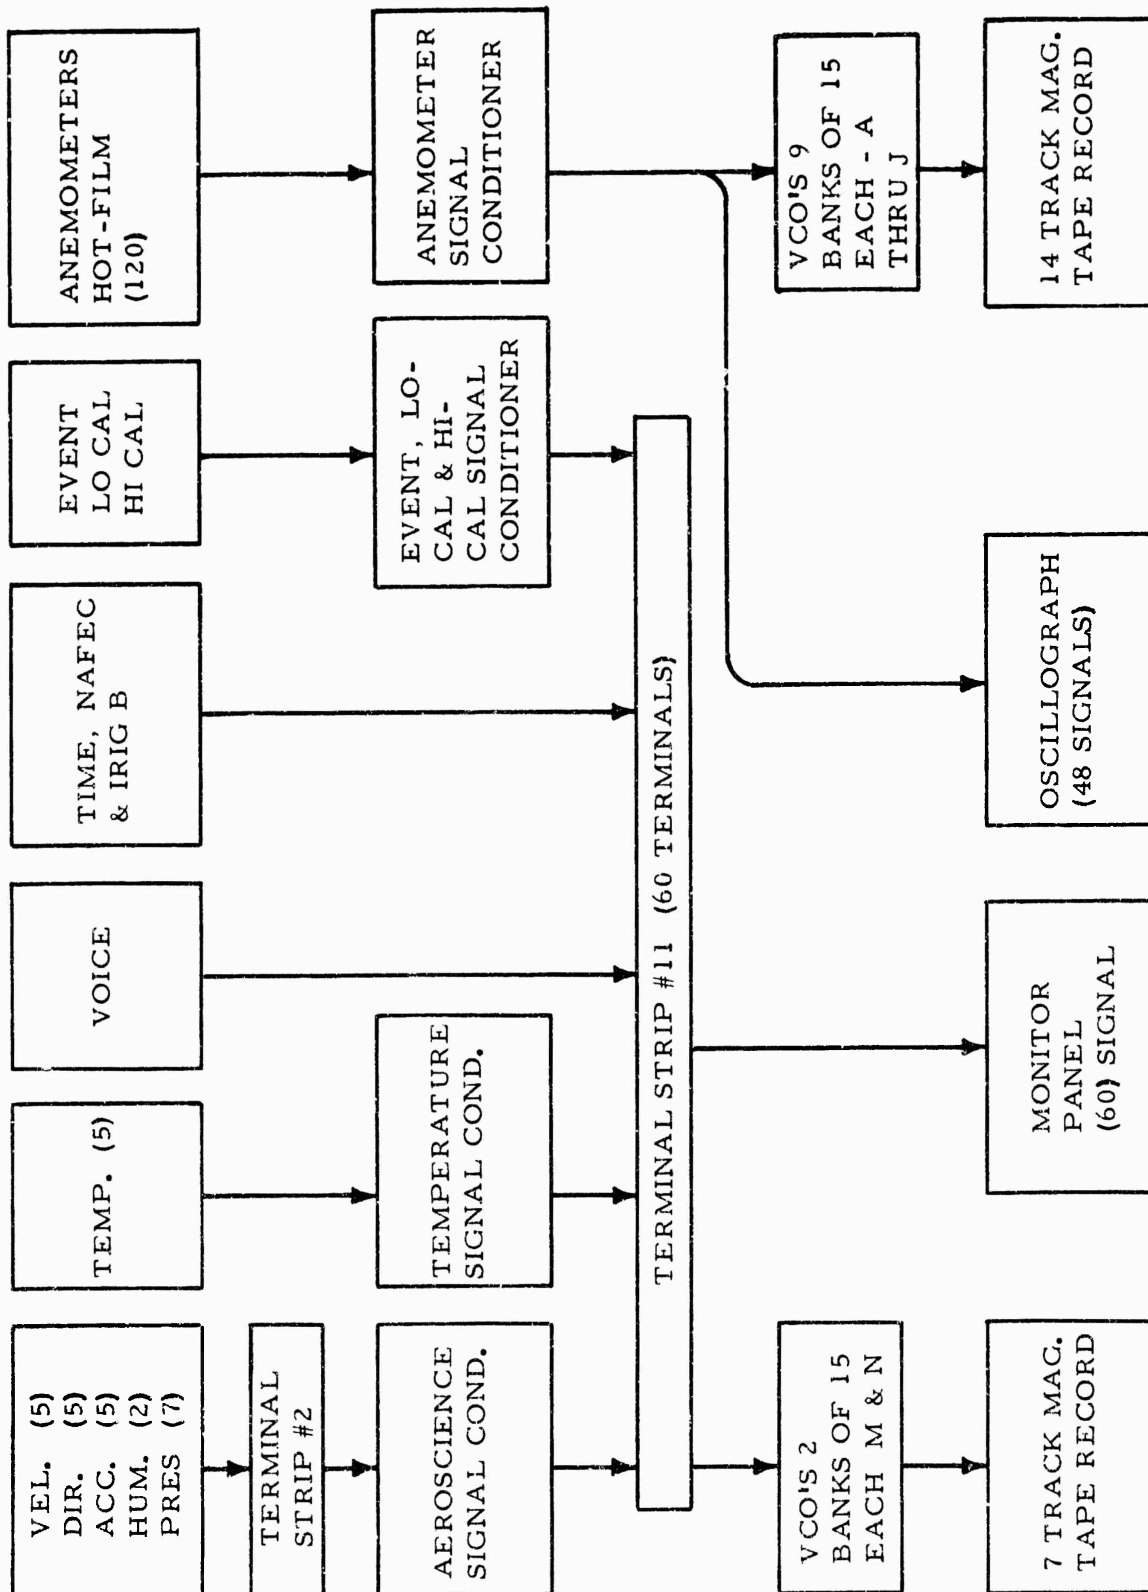 VEL. (5)
DIR. (5)
ACC. (5)
HUM. (2)
PRES (7)
TEMP. (5)
VOICE
TIME, NAFEC
& IRIG B
EVENT
LO CAL
HI CAL
ANEMOMETERS
HOT-FILM
(120)
TERMINAL
STRIP #2
AEROSCIENCE
SIGNAL COND.
TEMPERATURE
SIGNAL COND.
EVENT, LO-
CAL & HI-
CAL SIGNAL
CONDITIONER
ANEMOMETER
SIGNAL
CONDITIONER
TERMINAL STRIP #11 (60 TERMINALS)
VCO'S 2
BANKS OF 15
EACH M & N
VCO'S 9
BANKS OF 15
EACH - A
THRU J
7 TRACK MAG.
TAPE RECORD
MONITOR
PANEL
(60) SIGNAL
OSCILLOGRAPH
(48 SIGNALS)
14 TRACK MAG.
TAPE RECORD